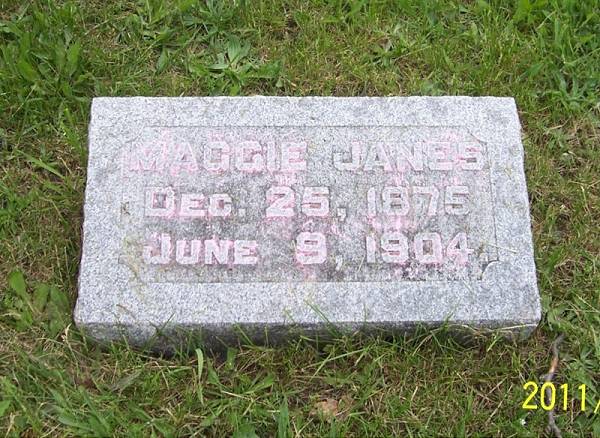 MAGGIE JANES
DEC. 25, 1875
JUNE 9, 1904
2011/